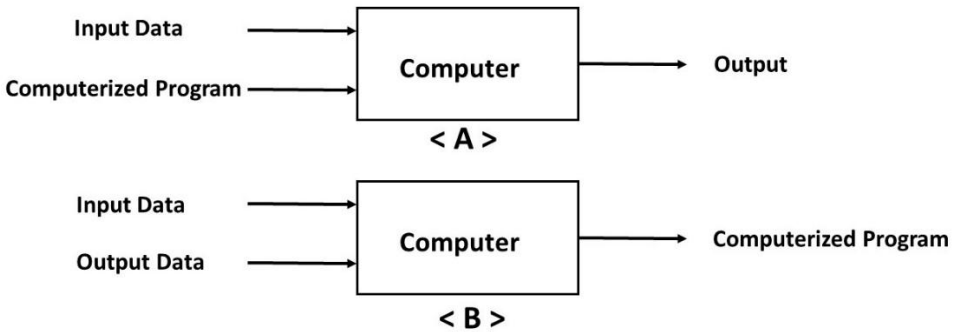 Input Data
Computerized Program
Computer
Output
< A >
Input Data
Output Data
Computer
Computerized Program
< B >